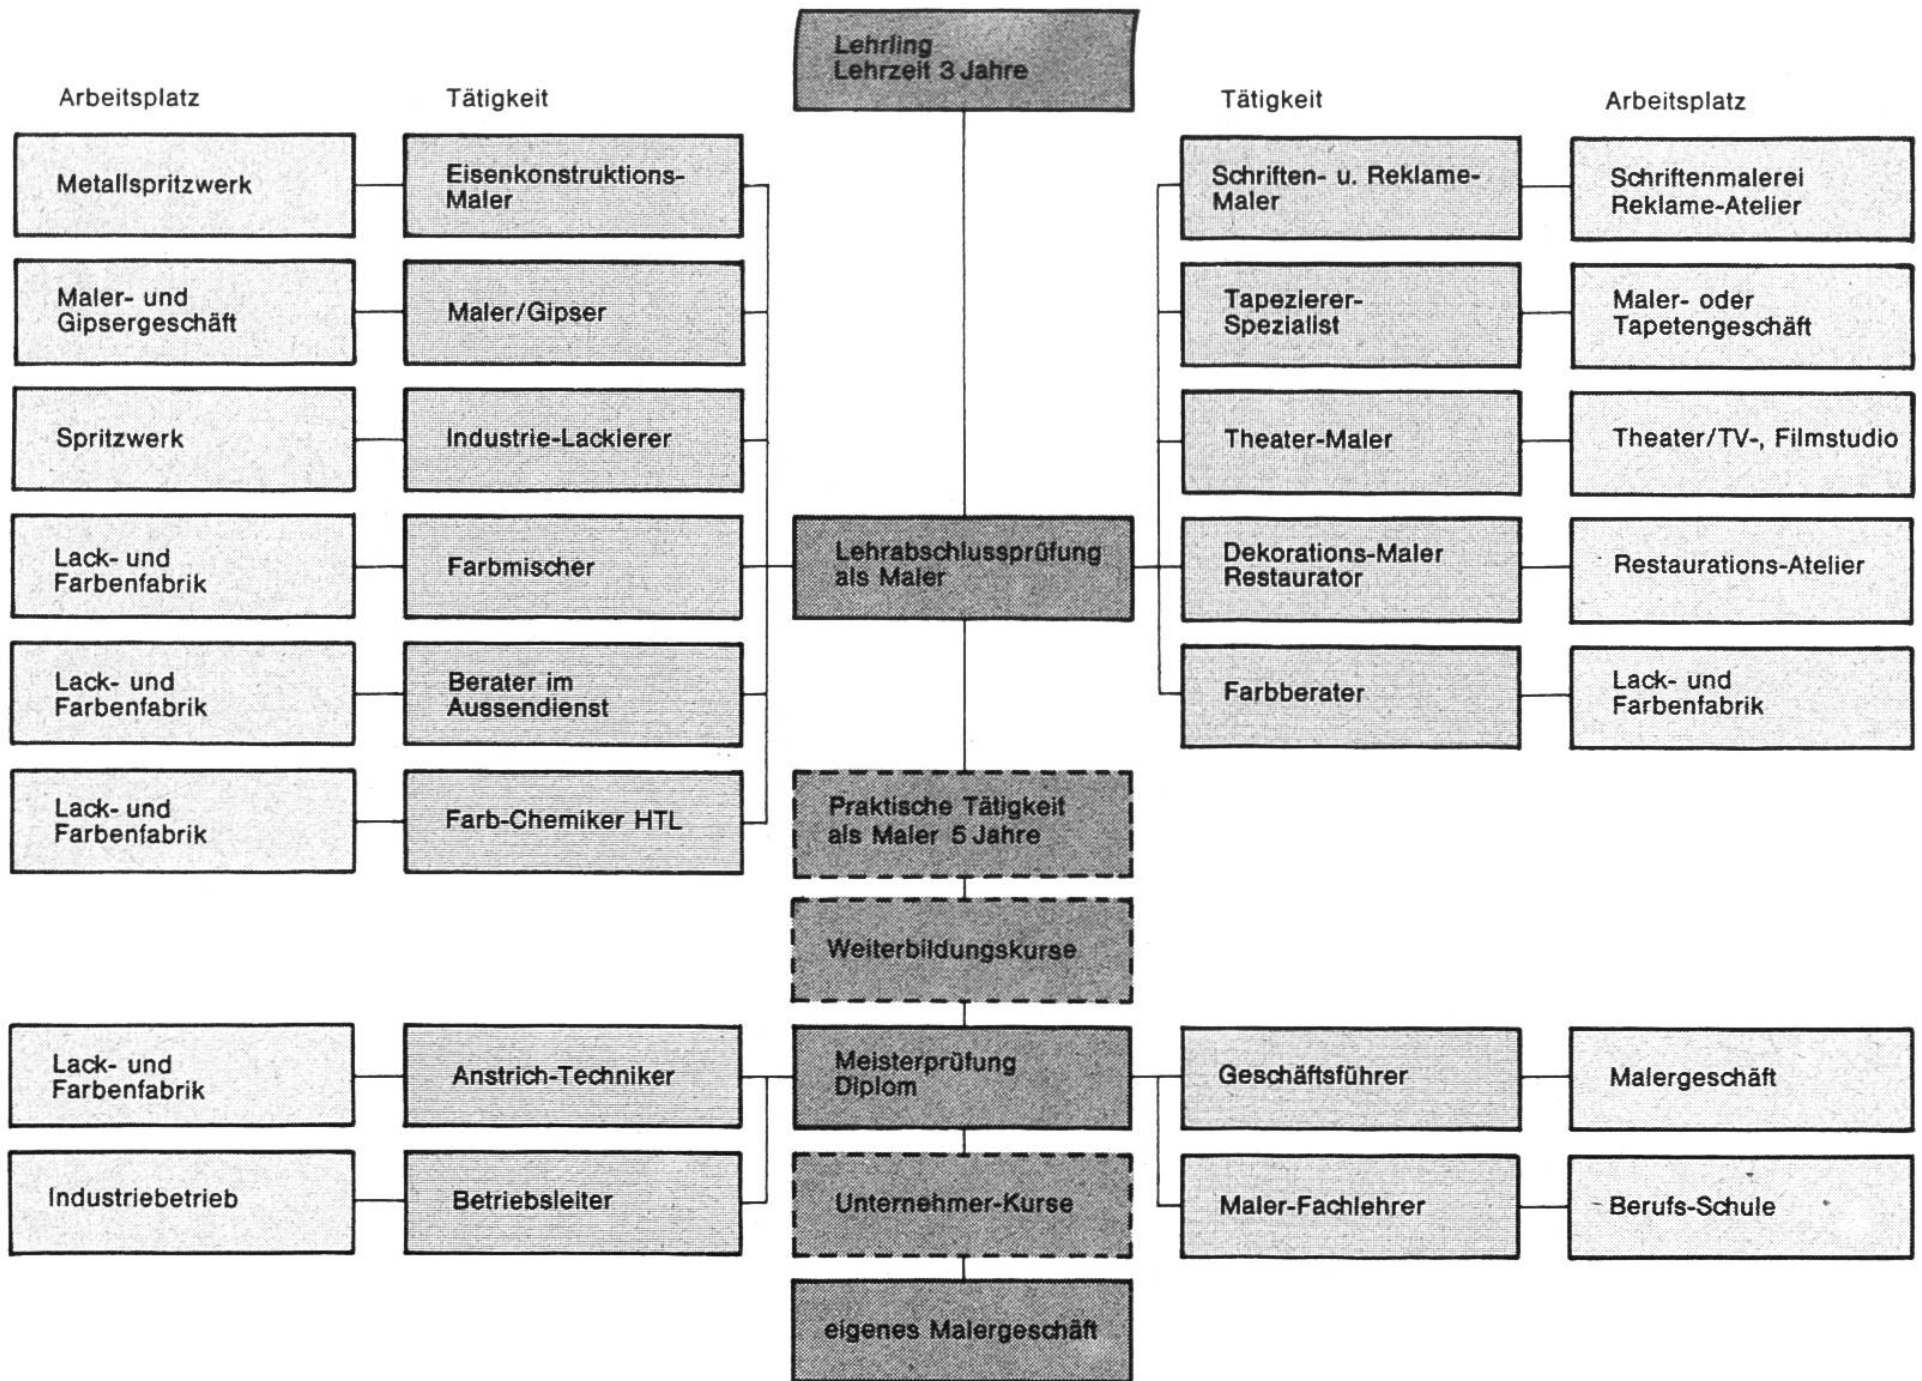 Lehrling
Lehrzeit 3 Jahre
Arbeitsplatz
Tätigkeit
Tätigkeit
Arbeitsplatz
Metallspritzwerk
Eisenkonstruktions-
Maler
Schriften- u. Reklame-
Maler
Schriftenmalerei
Reklame-Atelier
Maler- und
Gipsergeschäft
Maler/Gipser
Tapezierer-
Spezialist
Maler- oder
Tapetengeschäft
Spritzwerk
Industrie-Lackierer
Theater-Maler
Theater/TV-, Filmstudio
Lack- und
Farbenfabrik
Farbmischer
Lehrabschlussprüfung
als Maler
Dekorations-Maler
Restaurator
Restaurations-Atelier
Lack- und
Farbenfabrik
Berater im
Aussendienst
Farbberater
Lack- und
Farbenfabrik
Lack- und
Farbenfabrik
Farb-Chemiker HTL
Praktische Tätigkeit
als Maler 5 Jahre
Weiterbildungskurse
Lack- und
Farbenfabrik
Anstrich-Techniker
Meisterprüfung
Diplom
Geschäftsführer
Malergeschäft
Industriebetrieb
Betriebsleiter
Unternehmer-Kurse
Maler-Fachlehrer
Berufs-Schule
eigenes Malergeschäft